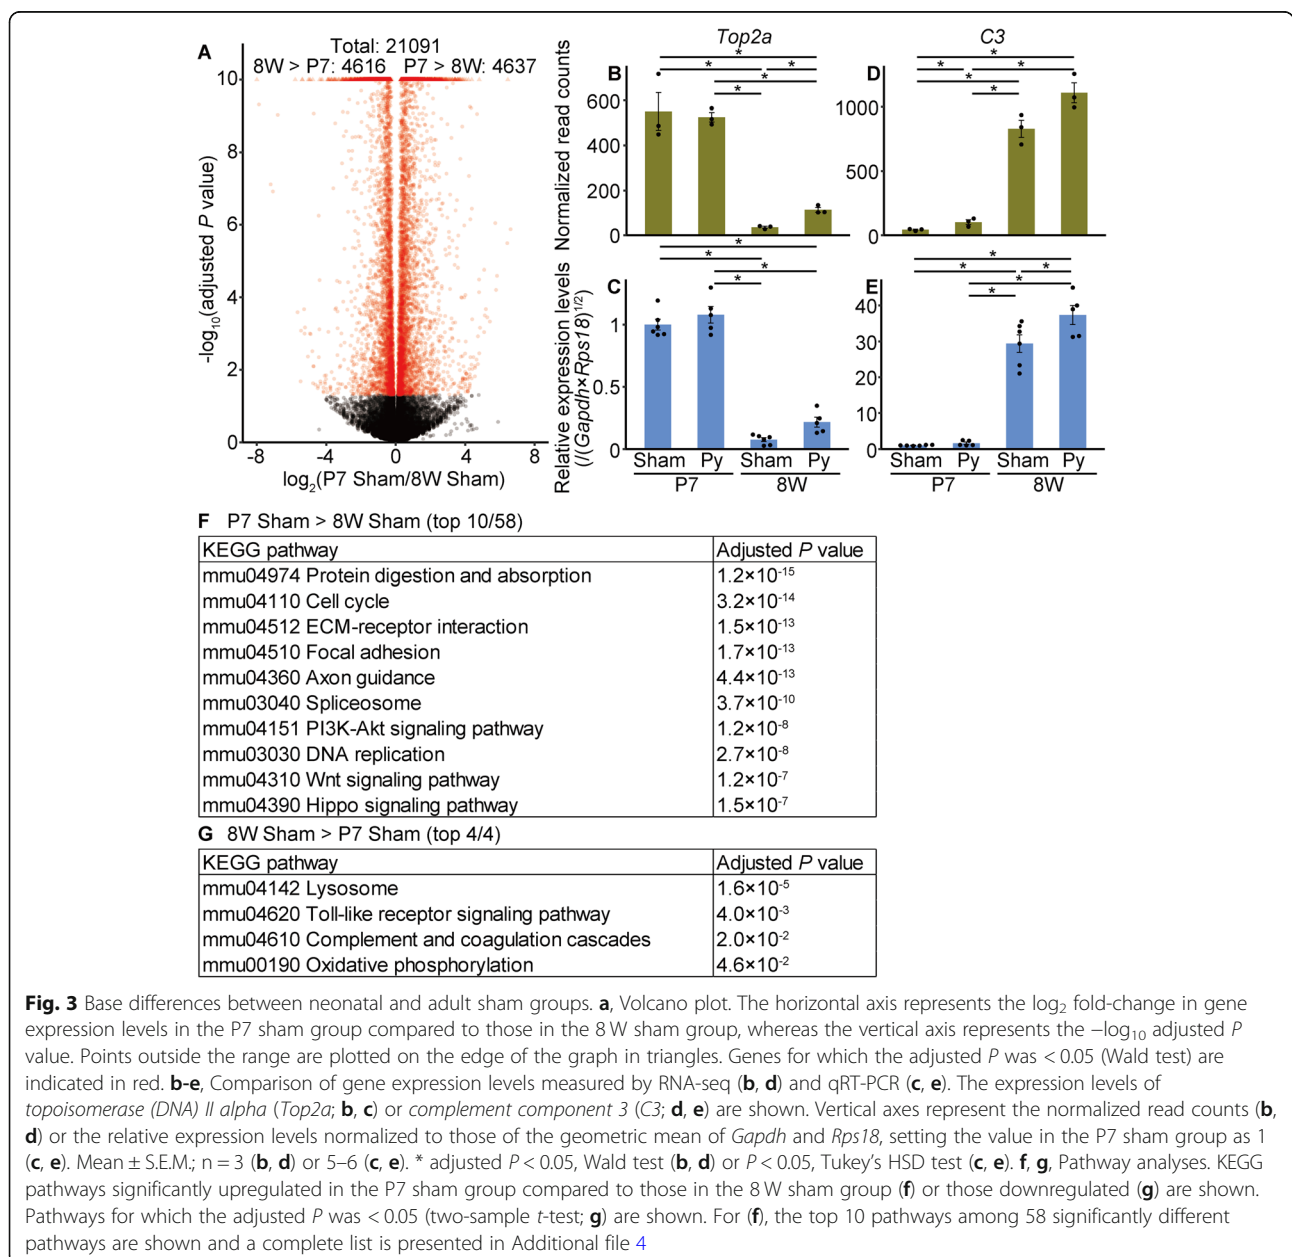 A
Total: 21091
8W > P7: 4616 P7 > 8W: 4637
-log10(adjusted P value)
10
8
6
4
2
0
-8 -4 0 4 8
log2(P7 Sham/8W Sham)
Top2a
B
Normalized read counts
600
400
200
0
* * * * *
C3
D
1000
500
0
* * * * *
C
Relative expression levels
(/(Gapdh×Rps18)1/2)
1
0.5
0
* * * *
Sham Py Sham Py
P7 8W
E
40
30
20
10
0
* * * * *
Sham Py Sham Py
P7 8W
F P7 Sham > 8W Sham (top 10/58)
KEGG pathway Adjusted P value
mmu04974 Protein digestion and absorption 1.2×10-15
mmu04110 Cell cycle 3.2×10-14
mmu04512 ECM-receptor interaction 1.5×10-13
mmu04510 Focal adhesion 1.7×10-13
mmu04360 Axon guidance 4.4×10-13
mmu03040 Spliceosome 3.7×10-10
mmu04151 PI3K-Akt signaling pathway 1.2×10-8
mmu03030 DNA replication 2.7×10-8
mmu04310 Wnt signaling pathway 1.2×10-7
mmu04390 Hippo signaling pathway 1.5×10-7
G 8W Sham > P7 Sham (top 4/4)
KEGG pathway Adjusted P value
mmu04142 Lysosome 1.6×10-5
mmu04620 Toll-like receptor signaling pathway 4.0×10-3
mmu04610 Complement and coagulation cascades 2.0×10-2
mmu00190 Oxidative phosphorylation 4.6×10-2
Fig. 3 Base differences between neonatal and adult sham groups. a, Volcano plot. The horizontal axis represents the log2 fold-change in gene
expression levels in the P7 sham group compared to those in the 8 W sham group, whereas the vertical axis represents the −log10 adjusted P
value. Points outside the range are plotted on the edge of the graph in triangles. Genes for which the adjusted P was < 0.05 (Wald test) are
indicated in red. b-e, Comparison of gene expression levels measured by RNA-seq (b, d) and qRT-PCR (c, e). The expression levels of
topoisomerase (DNA) II alpha (Top2a; b, c) or complement component 3 (C3; d, e) are shown. Vertical axes represent the normalized read counts (b,
d) or the relative expression levels normalized to those of the geometric mean of Gapdh and Rps18, setting the value in the P7 sham group as 1
(c, e). Mean ± S.E.M.; n = 3 (b, d) or 5–6 (c, e). * adjusted P < 0.05, Wald test (b, d) or P < 0.05, Tukey's HSD test (c, e). f, g, Pathway analyses. KEGG
pathways significantly upregulated in the P7 sham group compared to those in the 8 W sham group (f) or those downregulated (g) are shown.
Pathways for which the adjusted P was < 0.05 (two-sample t-test; g) are shown. For (f), the top 10 pathways among 58 significantly different
pathways are shown and a complete list is presented in Additional file 4